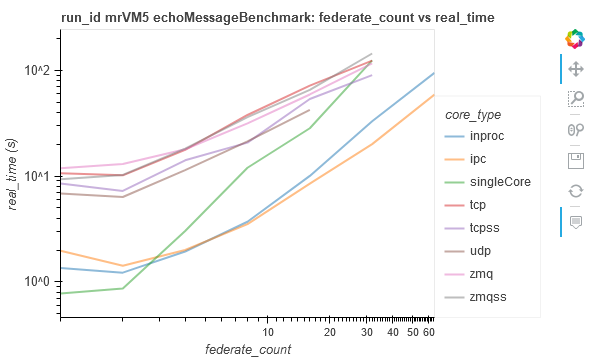 run_id mrVM5 echoMessageBenchmark: federate_count vs real_time
real_time (s)
10^2
10^1
10^0
10
20
30
40
50
60
federate_count
core_type
inproc
ipc
singleCore
tcp
tcpss
udp
zmq
zmqss